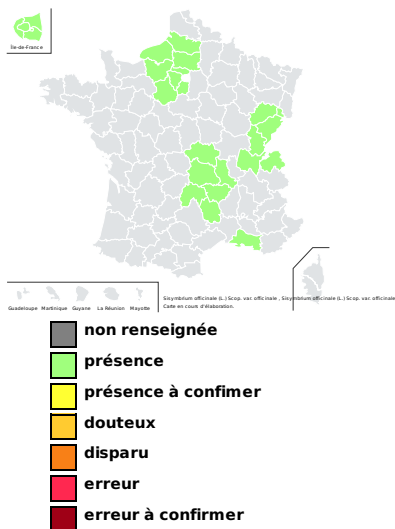 Île-de-France
Guadeloupe Martinique Guyane La Réunion Mayotte
Sisymbrium officinale (L.) Scop. var. officinale , Sisymbrium officinale (L.) Scop. var. officinale
Carte en cours d'élaboration.
non renseignée
présence
présence à confimer
douteux
disparu
erreur
erreur à confirmer